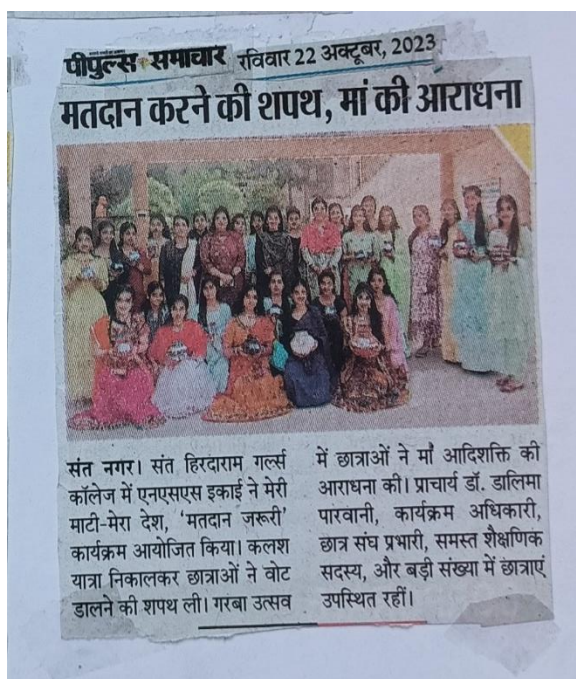 पीपुल्स समाचार रविवार 22 अक्टूबर, 2023
मतदान करने की शपथ, मां की आराधना
संत नगर। संत हिरदाराम गर्ल्स
कॉलेज में एनएसएस इकाई ने मेरी
माटी-मेरा देश, 'मतदान ज़रूरी'
कार्यक्रम आयोजित किया। कलश
यात्रा निकालकर छात्राओं ने वोट
डालने की शपथ ली। गरबा उत्सव
में छात्राओं ने माँ आदिशक्ति की
आराधना की। प्राचार्य डॉ. डालिमा
पारवानी, कार्यक्रम अधिकारी,
छात्र संघ प्रभारी, समस्त शैक्षणिक
सदस्य, और बड़ी संख्या में छात्राएं
उपस्थित रहीं।